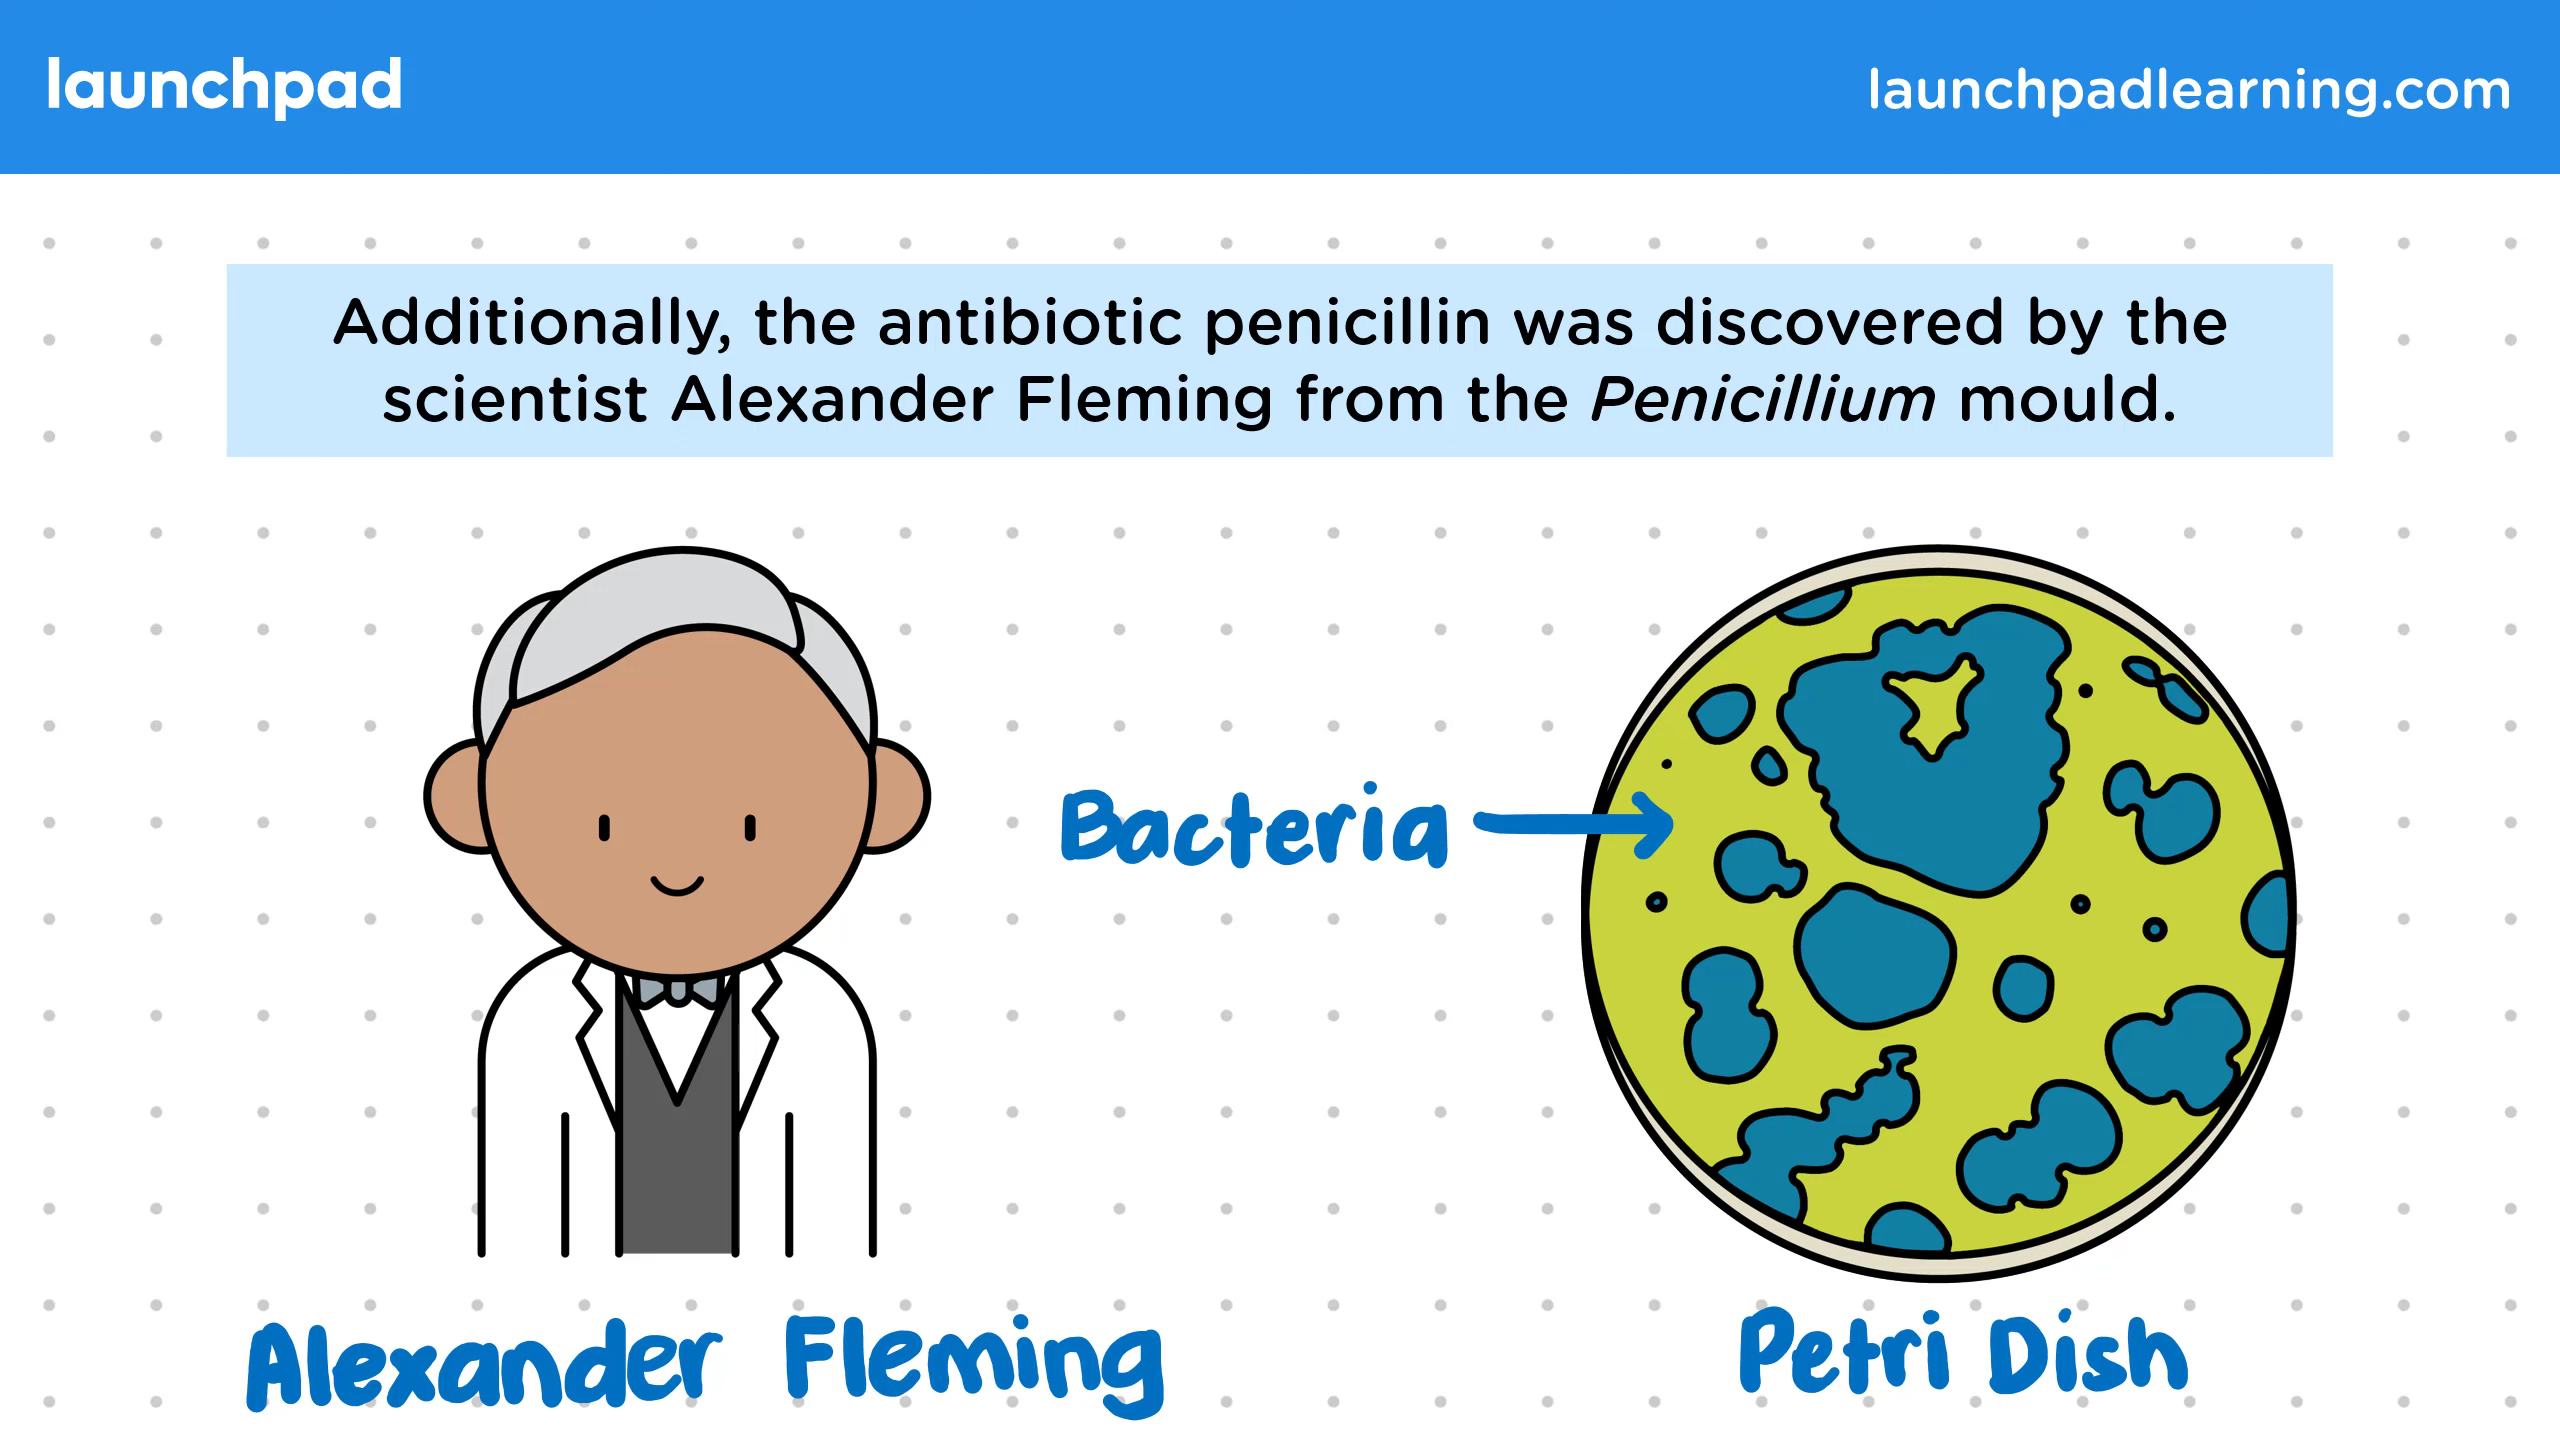 launchpad
launchpadlearning.com
Additionally, the antibiotic penicillin was discovered by the
scientist Alexander Fleming from the Penicillium mould.
Bacteria
Alexander Fleming
Petri Dish